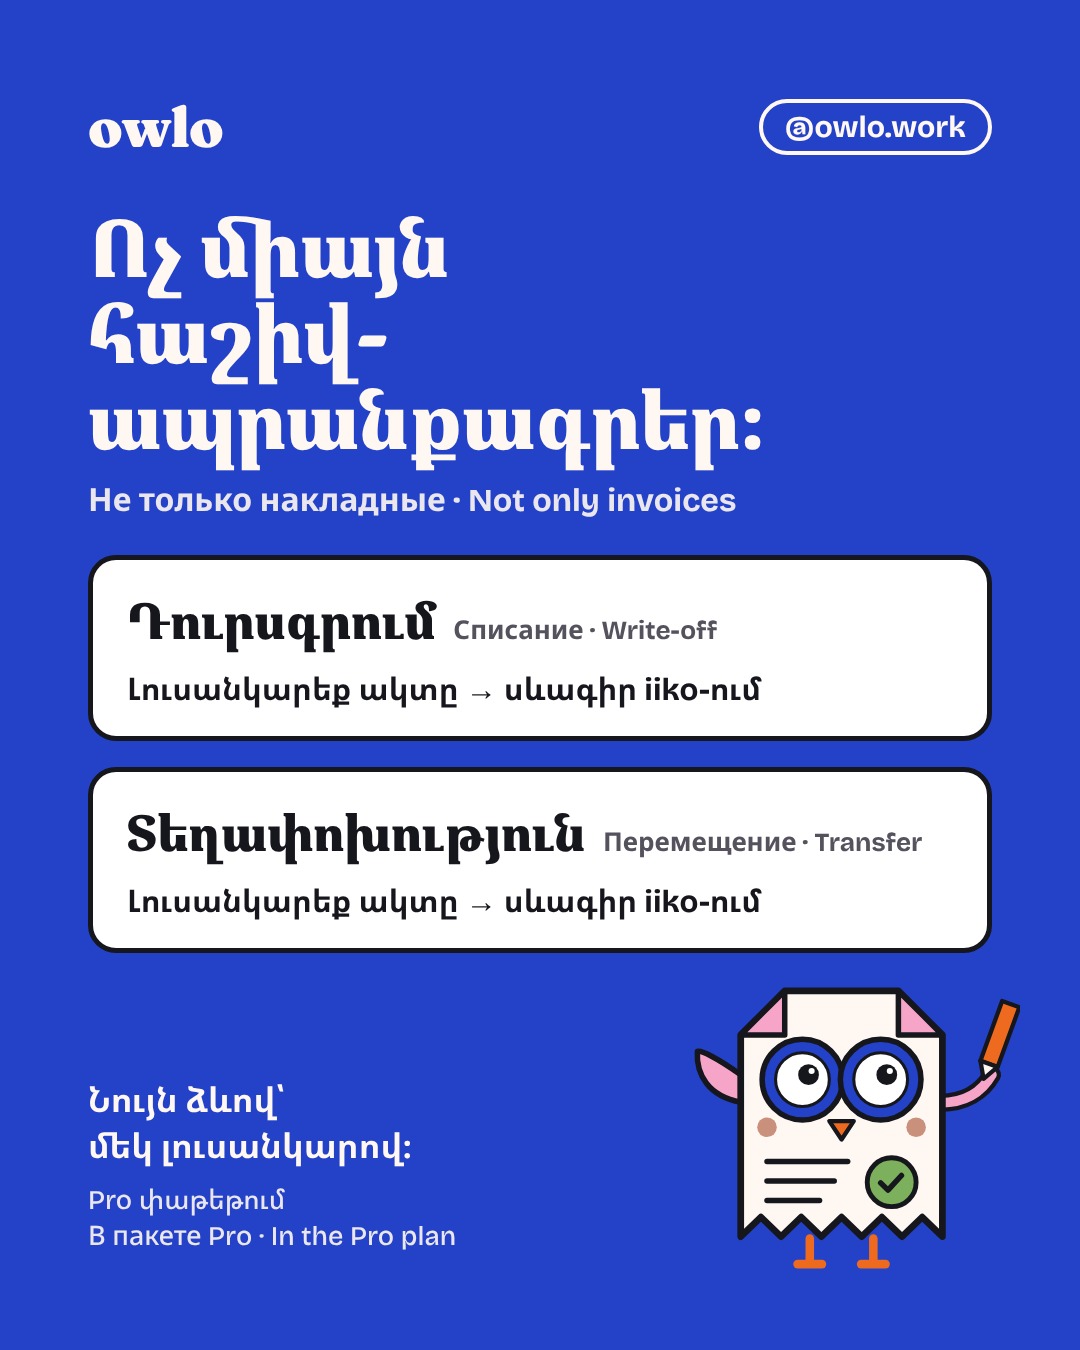 owlo
@owlo.work
Ոչ միայն
հաշիվ-
ապրանքագրեր։
Не только накладные · Not only invoices
Դուրսգրում Списание · Write-off
Լուսանկարեք ակտը → սևագիր iiko-ում
Տեղափոխություն Перемещение · Transfer
Լուսանկարեք ակտը → սևագիր iiko-ում
Նույն ձևով՝
մեկ լուսանկարով։
Pro փաթեթում
В пакете Pro · In the Pro plan